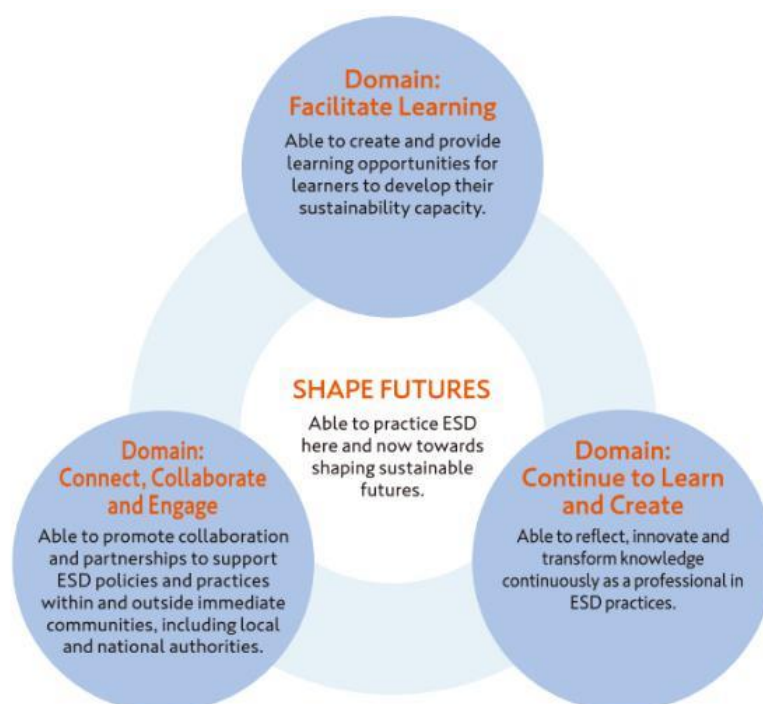 Domain:
Facilitate Learning
Able to create and provide
learning opportunities for
learners to develop their
sustainability capacity.
SHAPE FUTURES
Able to practice ESD
here and now towards
shaping sustainable
futures.
Domain:
Connect, Collaborate
and Engage
Able to promote collaboration
and partnerships to support
ESD policies and practices
within and outside immediate
communities, including local
and national authorities.
Domain:
Continue to Learn
and Create
Able to reflect, innovate and
transform knowledge
continuously as a professional in
ESD practices.